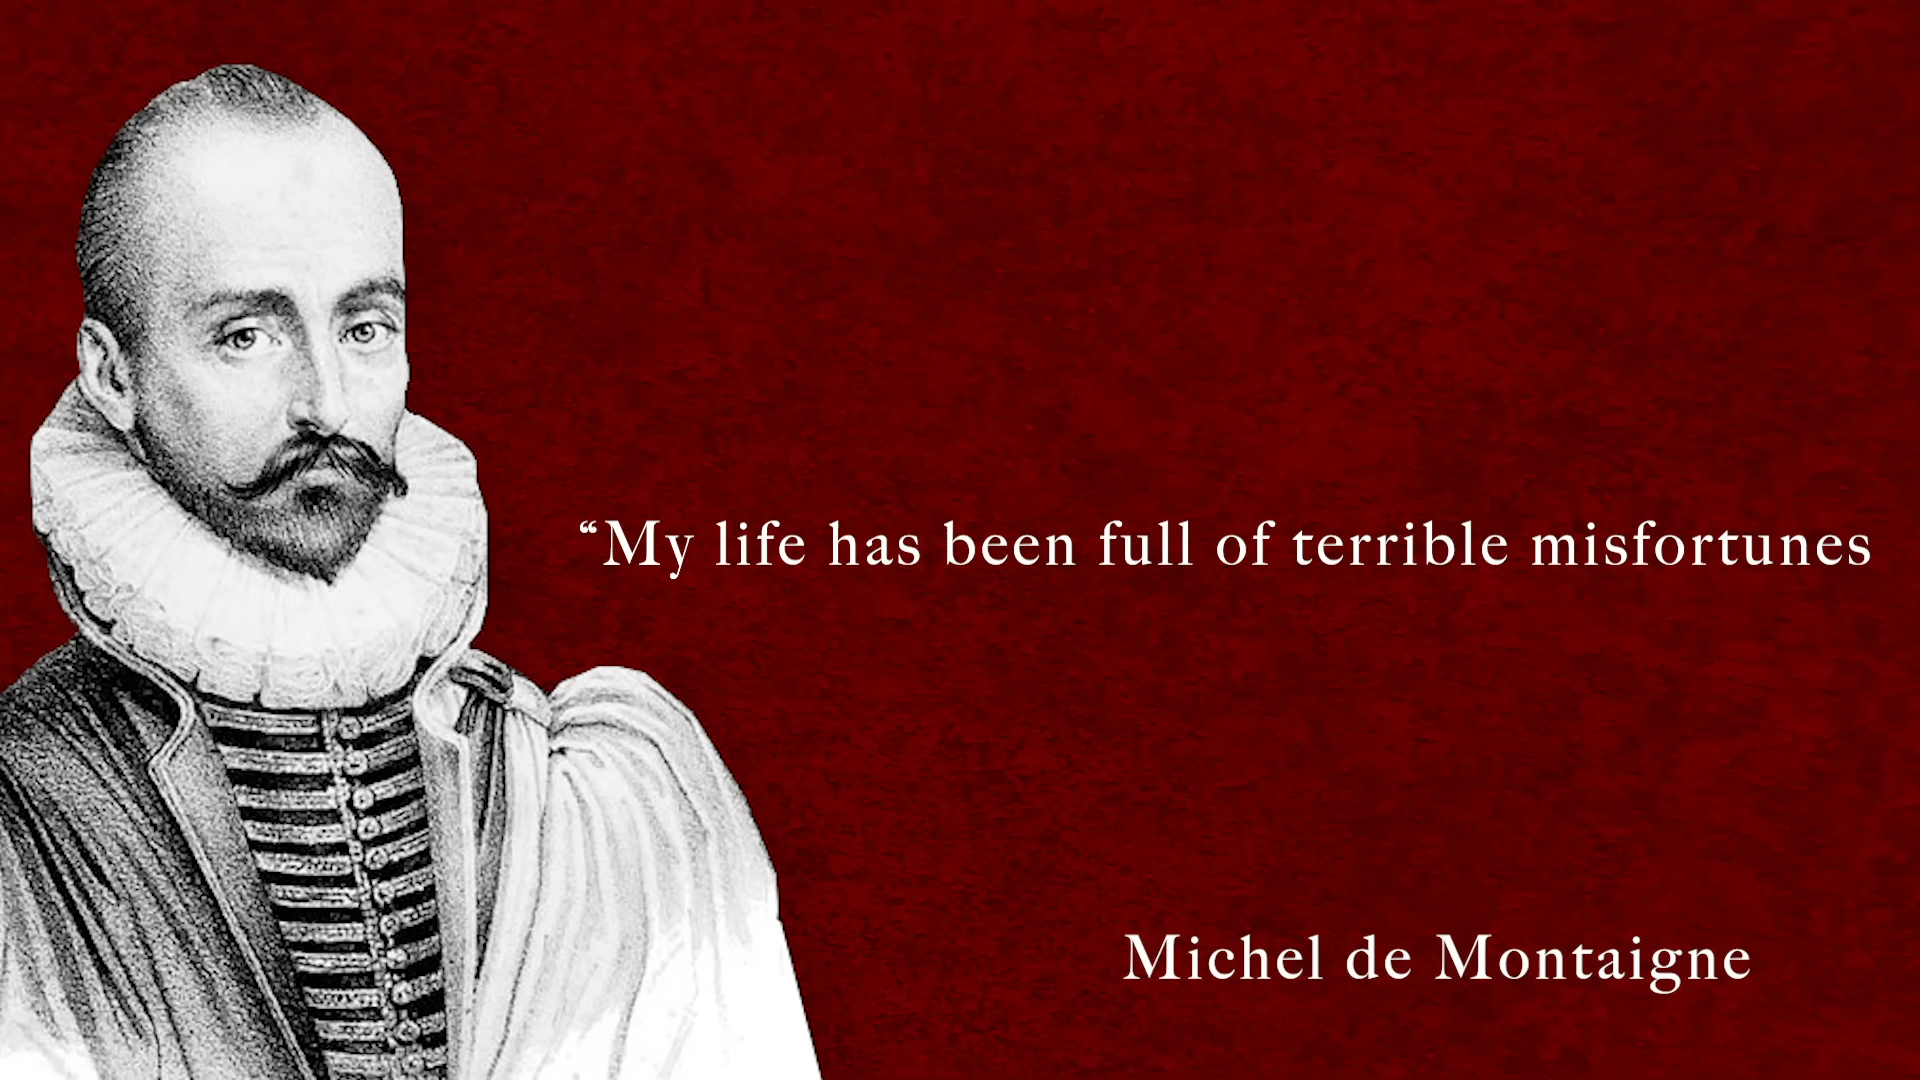 “My life has been full of terrible misfortunes
Michel de Montaigne